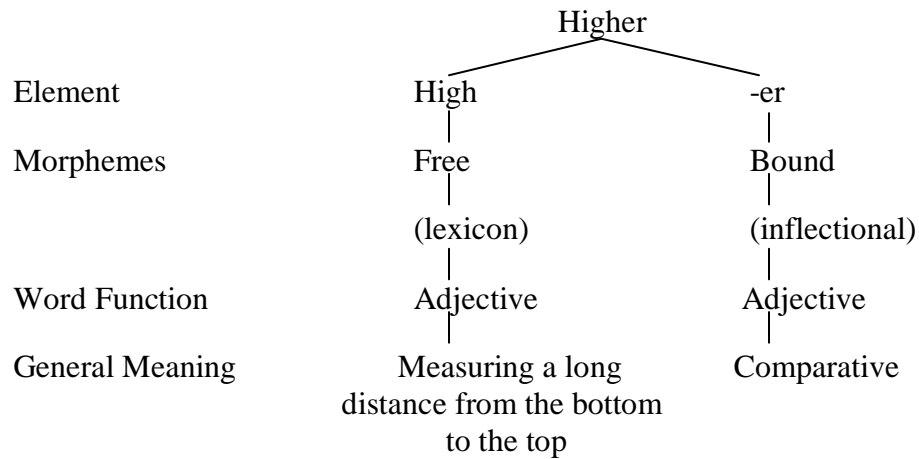 Higher
Element High -er
Morphemes Free Bound
(lexicon) (inflectional)
Word Function Adjective Adjective
General Meaning Measuring a long Comparative
distance from the bottom
to the top